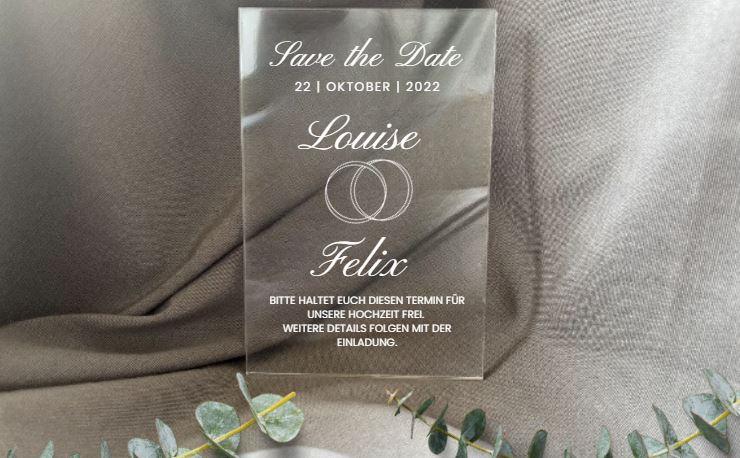 Save the Date
22 | OKTOBER | 2022
Louise
Felix
BITTE HALTET EUCH DIESEN TERMIN FÜR
UNSERE HOCHZEIT FREI.
WEITERE DETAILS FOLGEN MIT DER
EINLADUNG.